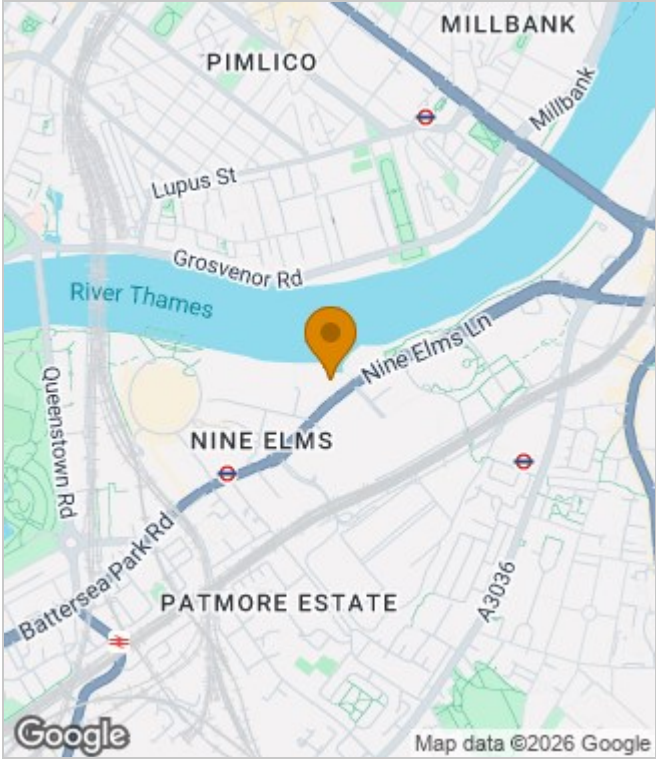 MILLBANK
PIMLICO
Millbank
Lupus St
Grosvenor Rd
River Thames
Nine Elms Ln
Queenstown Rd
NINE ELMS
Battersea Park Rd
A3036
PATMORE ESTATE
Google
Map data ©2026 Google